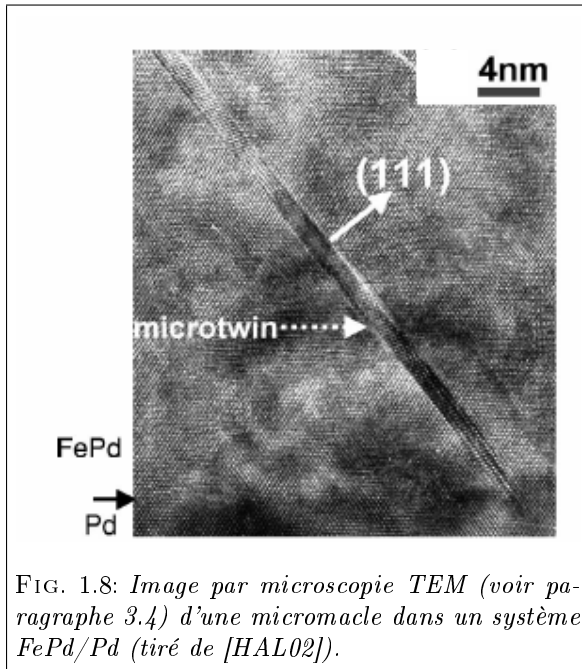 4nm
(111)
microtwin
FePd
Pd
FIG. 1.8: Image par microscopie TEM (voir pa-
ragraphe 3.4) d'une micromacle dans un système
FePd/Pd (tiré de [HAL02]).